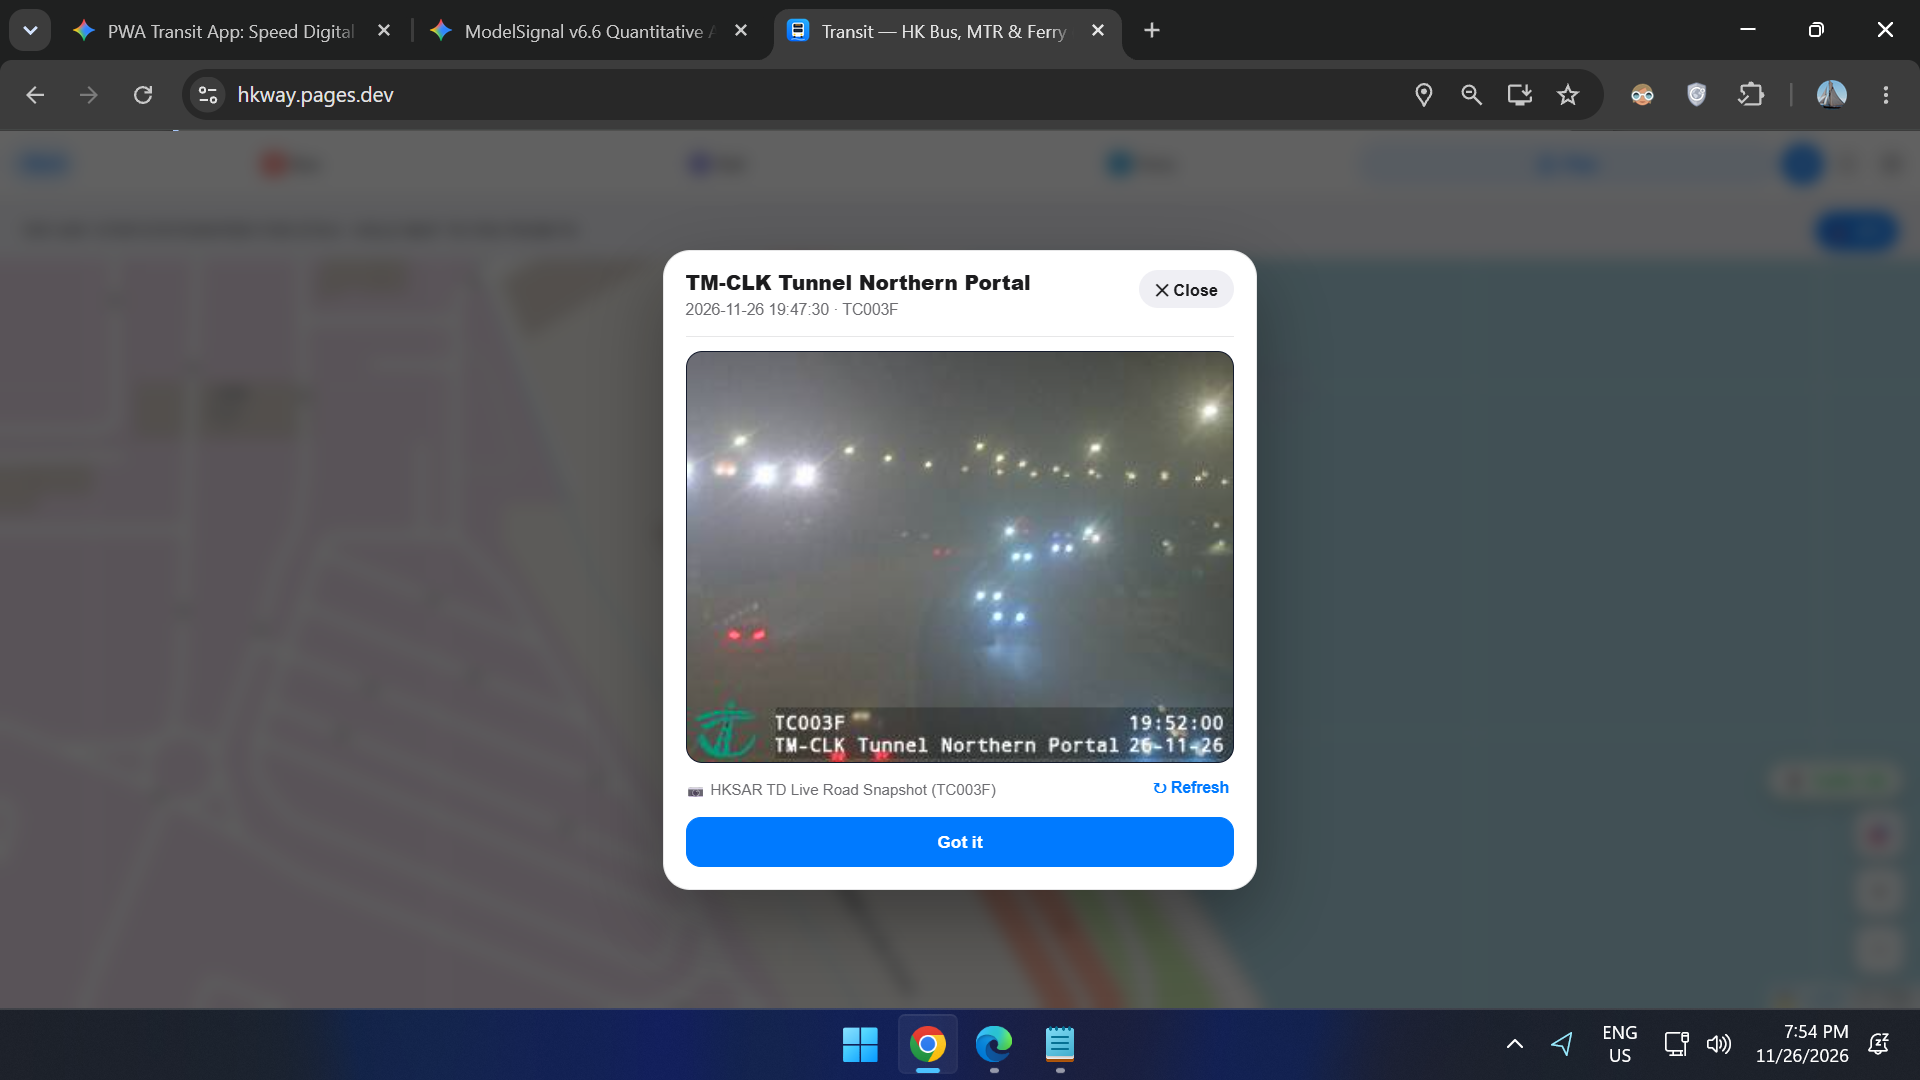 PWA Transit App: Speed Digital
ModelSignal v6.6 Quantitative A
Transit — HK Bus, MTR & Ferry
hkway.pages.dev
TM-CLK Tunnel Northern Portal
Close
2026-11-26 19:47:30 · TC003F
TC003F
19:52:00
TM-CLK Tunnel Northern Portal 26-11-26
HKSAR TD Live Road Snapshot (TC003F)
↻ Refresh
Got it
ENG
US
7:54 PM
11/26/2026